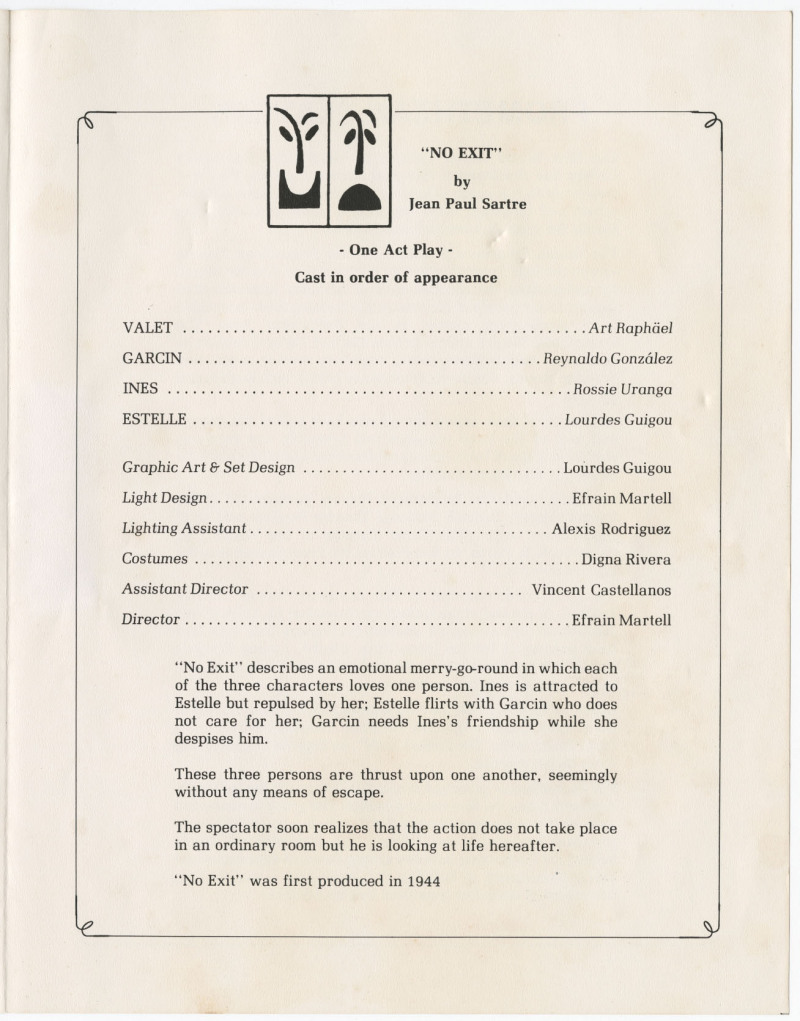 "NO EXIT"
by
Jean Paul Sartre
- One Act Play -
Cast in order of appearance
VALET ................................................ Art Raphäel
GARCIN .......................................... Reynaldo González
INES ................................................ Rossie Uranga
ESTELLE ............................................ Lourdes Guigou
Graphic Art & Set Design ............................... Lourdes Guigou
Light Design ........................................... Efrain Martell
Lighting Assistant .................................... Alexis Rodriguez
Costumes .............................................. Digna Rivera
Assistant Director ................................ Vincent Castellanos
Director .............................................. Efrain Martell
"No Exit" describes an emotional merry-go-round in which each
of the three characters loves one person. Ines is attracted to
Estelle but repulsed by her; Estelle flirts with Garcin who does
not care for her; Garcin needs Ines's friendship while she
despises him.
These three persons are thrust upon one another, seemingly
without any means of escape.
The spectator soon realizes that the action does not take place
in an ordinary room but he is looking at life hereafter.
"No Exit" was first produced in 1944